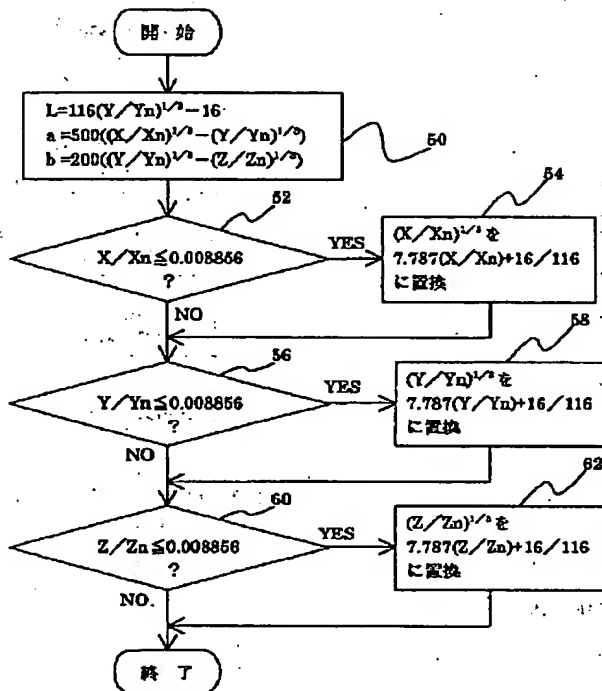 開始
L=116(Y／Yn)^{1/3}−16
a=500((X／Xn)^{1/3}−(Y／Yn)^{1/3})
b=200((Y／Yn)^{1/3}−(Z／Zn)^{1/3})
50
52
X／Xn≦0.008856
?
YES
NO
54
(X／Xn)^{1/3}を
7.787(X／Xn)+16／116
に置換
56
Y／Yn≦0.008856
?
YES
NO
58
(Y／Yn)^{1/3}を
7.787(Y／Yn)+16／116
に置換
60
Z／Zn≦0.008856
?
YES
NO
62
(Z／Zn)^{1/3}を
7.787(Z／Zn)+16／116
に置換
終了